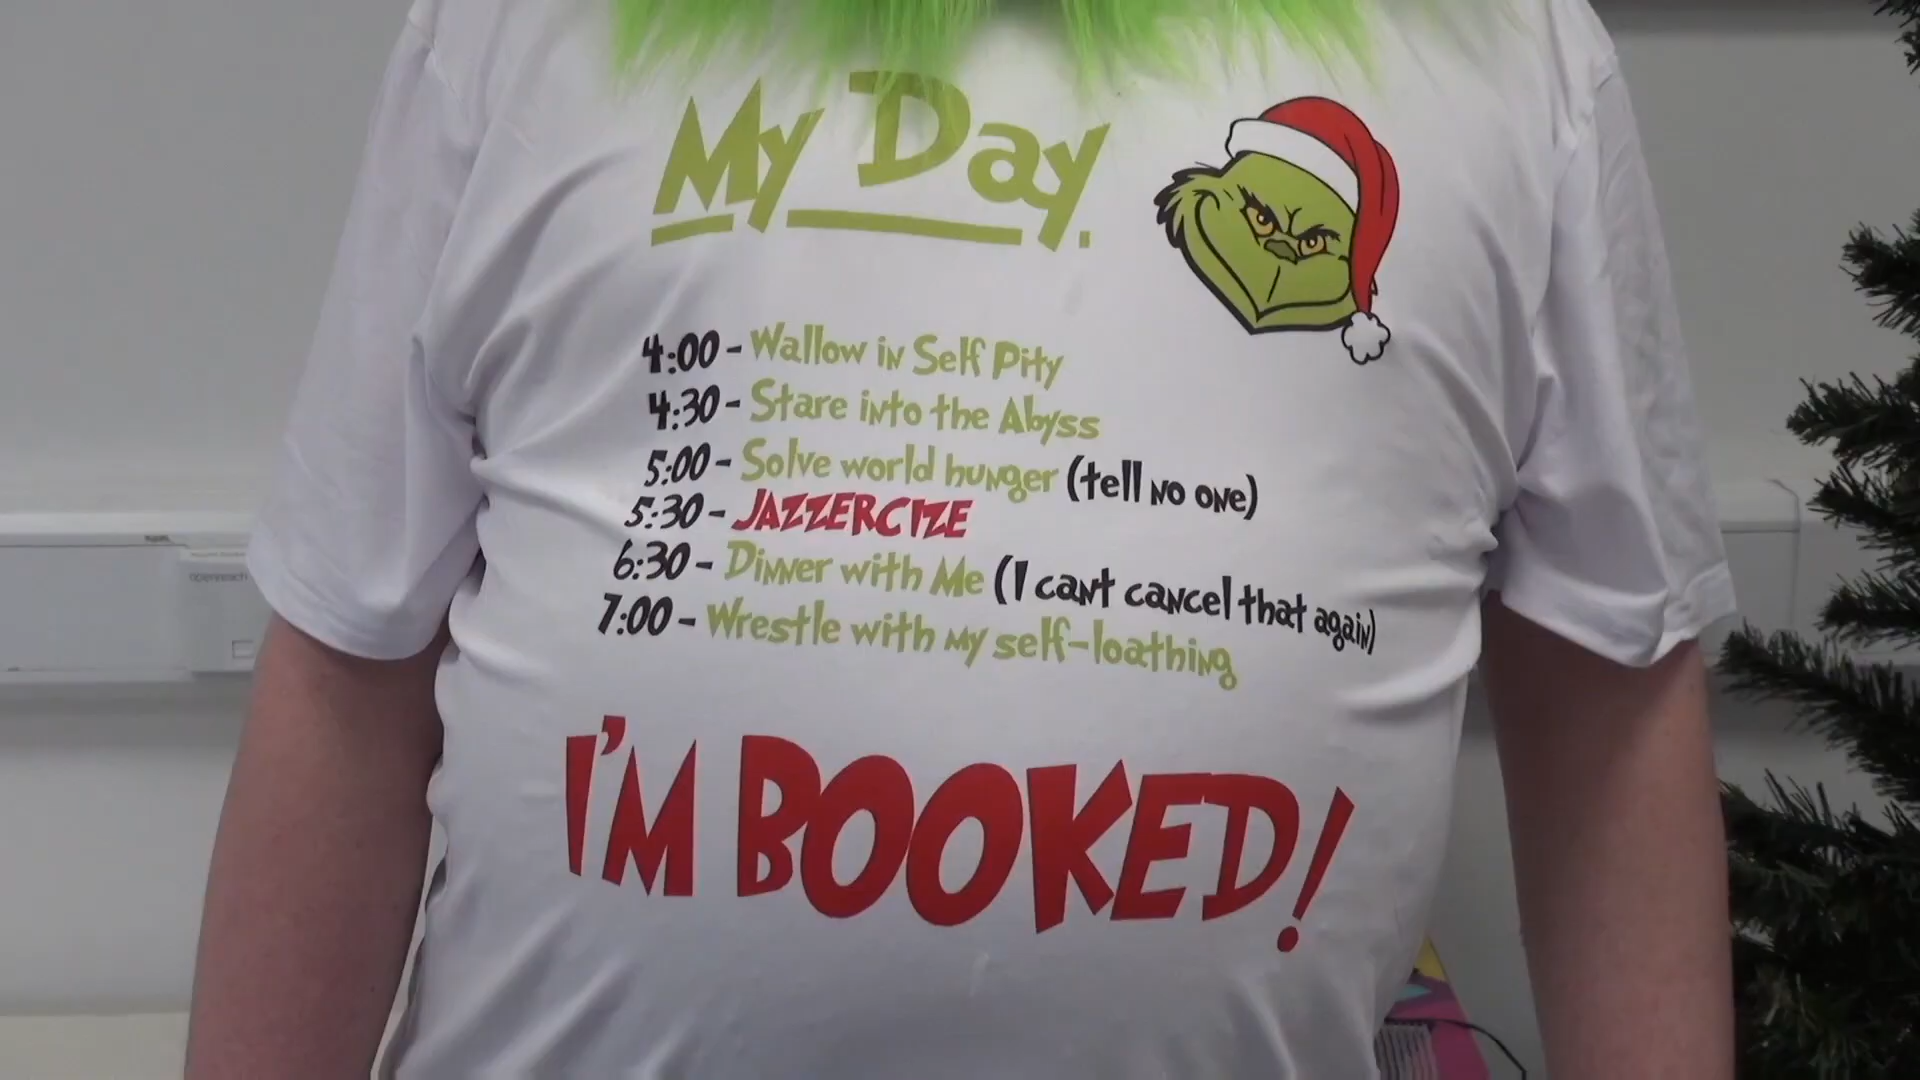 My Day.
4:00 - Wallow in Self Pity
4:30 - Stare into the Abyss
5:00 - Solve world hunger (tell no one)
5:30 - JAZZERCIZE
6:30 - Dinner with Me (I cant cancel that again)
7:00 - Wrestle with my self-loathing
I'M BOOKED!
openreach